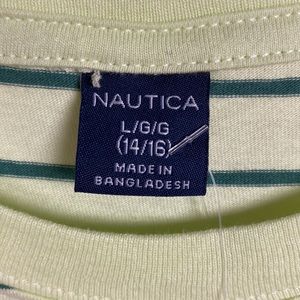 NAUTICA
L/G/G
(14/16)
MADE IN
BANGLADESH